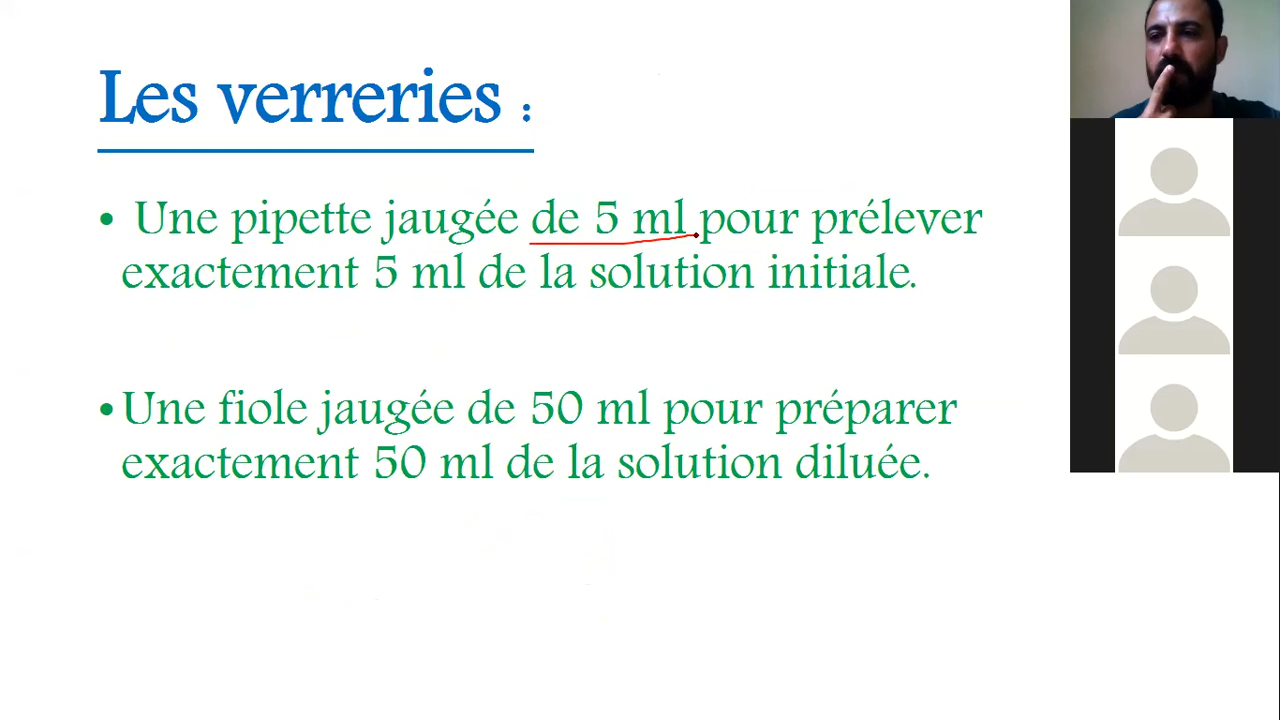 Les verreries :
• Une pipette jaugée de 5 ml pour prélever
exactement 5 ml de la solution initiale.
• Une fiole jaugée de 50 ml pour préparer
exactement 50 ml de la solution diluée.